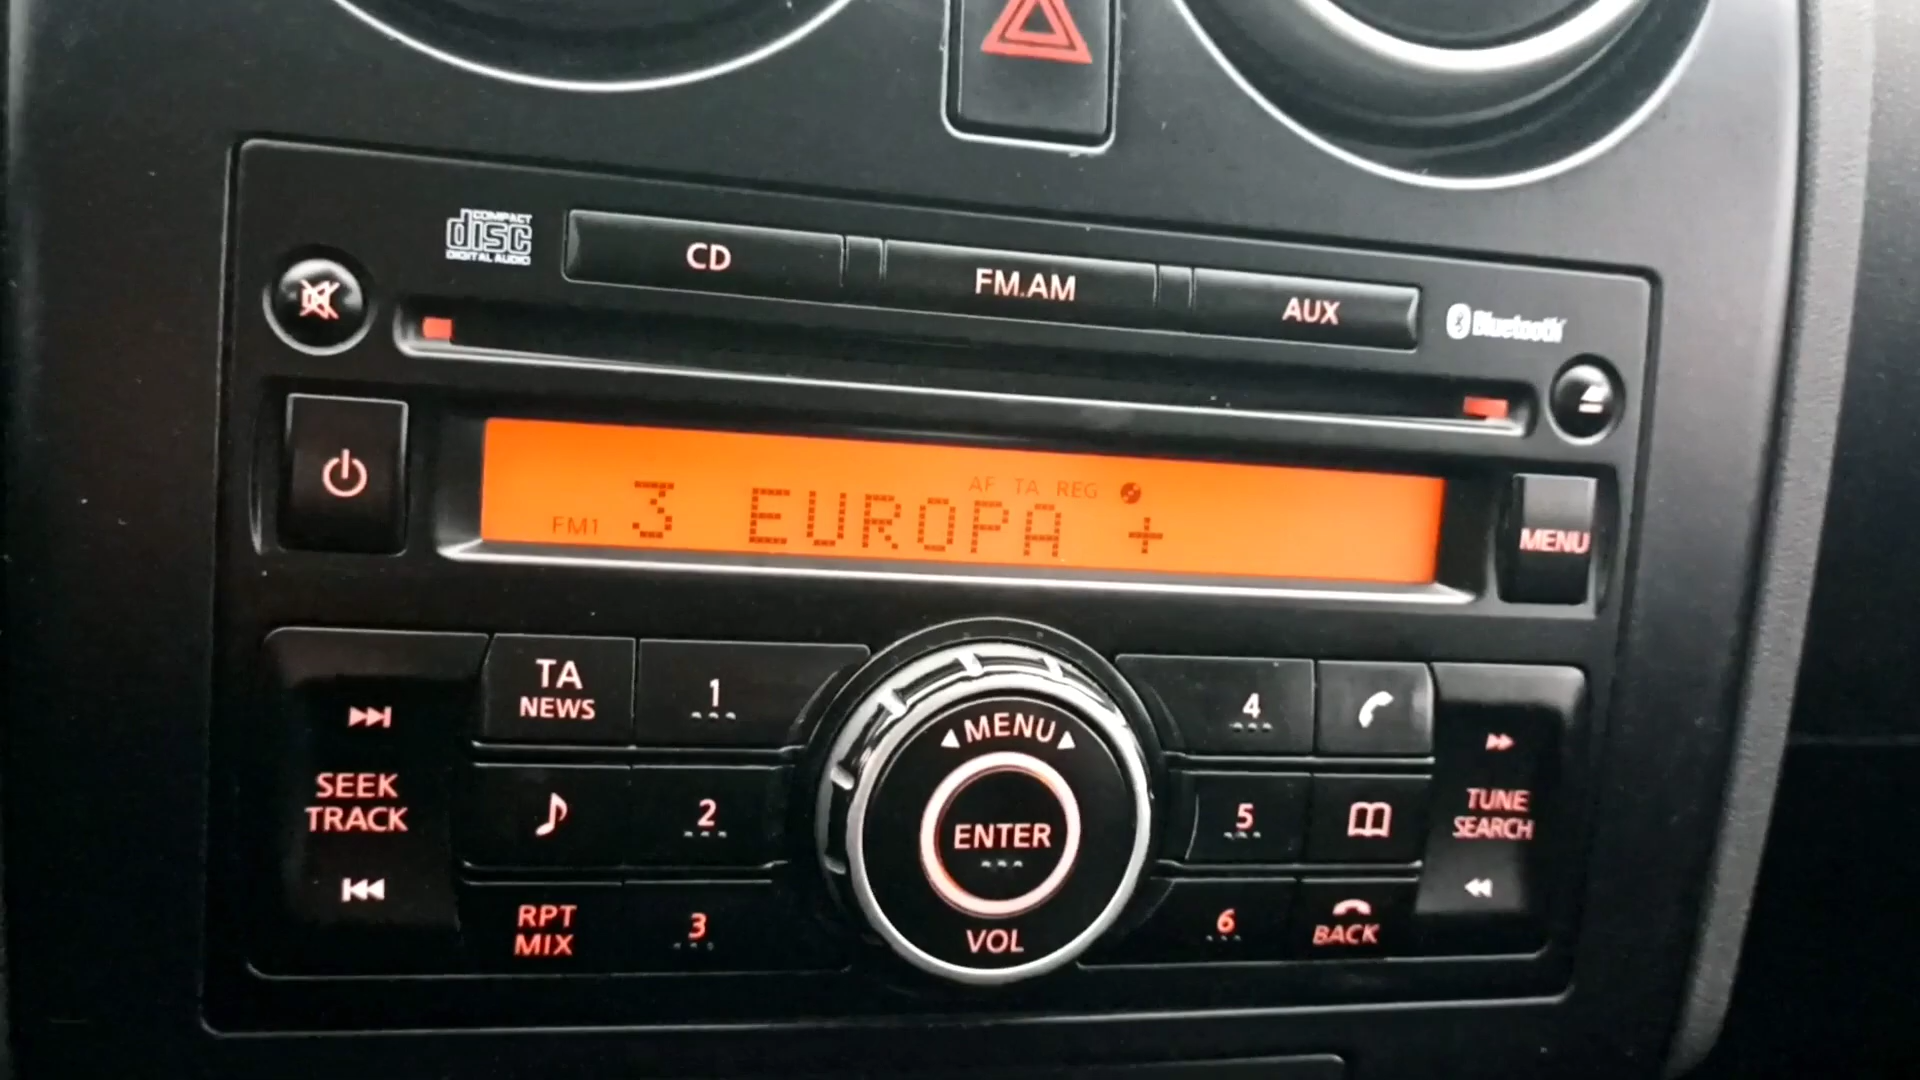 COMPACT
disc
DIGITAL AUDIO
CD
FM.AM
AUX
Bluetooth
AF TA REG
FM1 3 EUROPA +
MENU
TA
NEWS
1
SEEK
TRACK
2
RPT
MIX
3
MENU
ENTER
VOL
4
5
6
BACK
TUNE
SEARCH